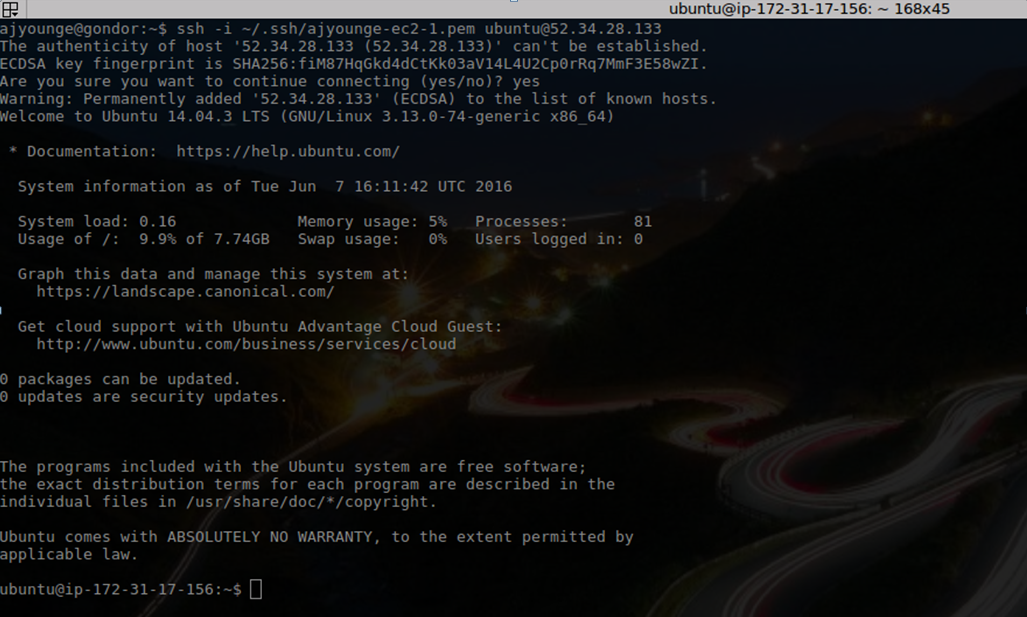 ubuntu@ip-172-31-17-156: ~ 168x45
ajyounge@gondor:~$ ssh -i ~/.ssh/ajyounge-ec2-1.pem ubuntu@52.34.28.133
The authenticity of host '52.34.28.133 (52.34.28.133)' can't be established.
ECDSA key fingerprint is SHA256:fiM87HqGkd4dCtKk03aV14L4U2Cp0rRq7MmF3E58wZI.
Are you sure you want to continue connecting (yes/no)? yes
Warning: Permanently added '52.34.28.133' (ECDSA) to the list of known hosts.
Welcome to Ubuntu 14.04.3 LTS (GNU/Linux 3.13.0-74-generic x86_64)
* Documentation:  https://help.ubuntu.com/
System information as of Tue Jun  7 16:11:42 UTC 2016
System load: 0.16              Memory usage: 5%   Processes:       81
Usage of /:  9.9% of 7.74GB   Swap usage:   0%   Users logged in: 0
Graph this data and manage this system at:
https://landscape.canonical.com/
Get cloud support with Ubuntu Advantage Cloud Guest:
http://www.ubuntu.com/business/services/cloud
0 packages can be updated.
0 updates are security updates.
The programs included with the Ubuntu system are free software;
the exact distribution terms for each program are described in the
individual files in /usr/share/doc/*/copyright.
Ubuntu comes with ABSOLUTELY NO WARRANTY, to the extent permitted by
applicable law.
ubuntu@ip-172-31-17-156:~$